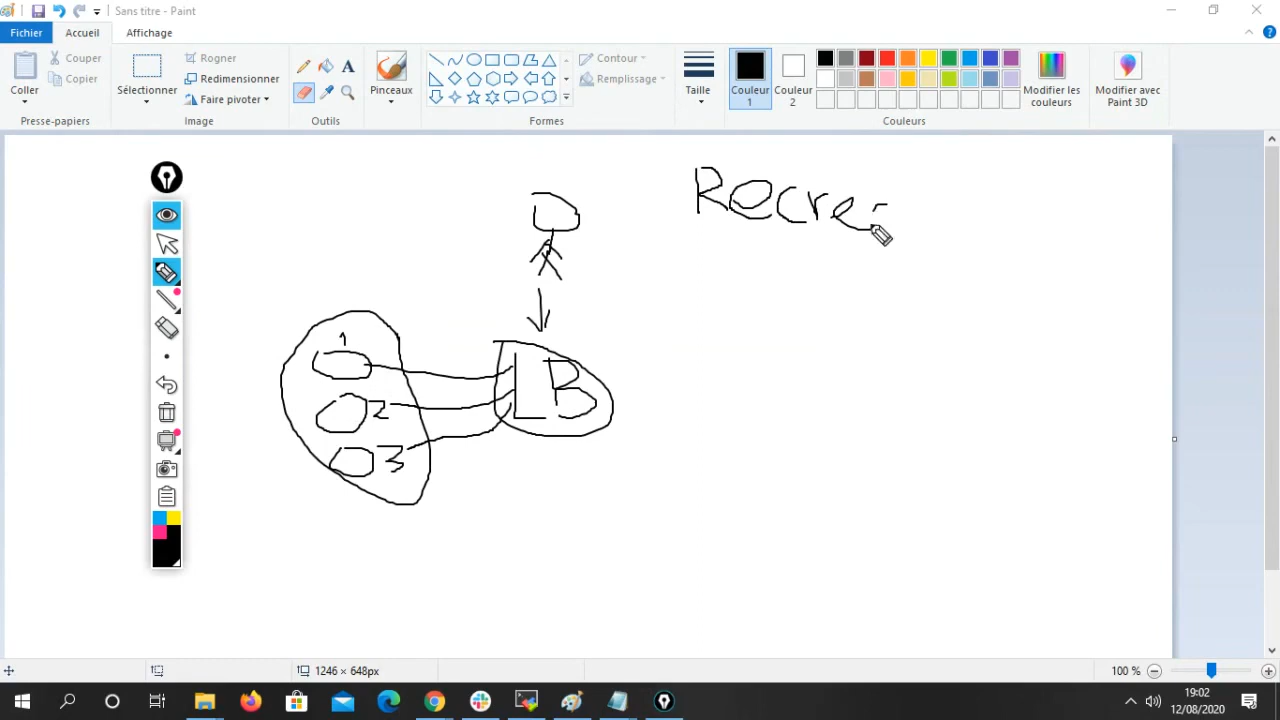 Sans titre - Paint
Fichier
Accueil
Affichage
Coller
Couper
Copier
Presse-papiers
Sélectionner
Rogner
Redimensionner
Faire pivoter
Image
A
Outils
Pinceaux
Contour
Remplissage
Formes
Taille
Couleur
1
Couleur
2
Modifier les
couleurs
Couleurs
Modifier avec
Paint 3D
D
Recre
1
2
3
LB
1246 × 648px
100 %
19:02
12/08/2020